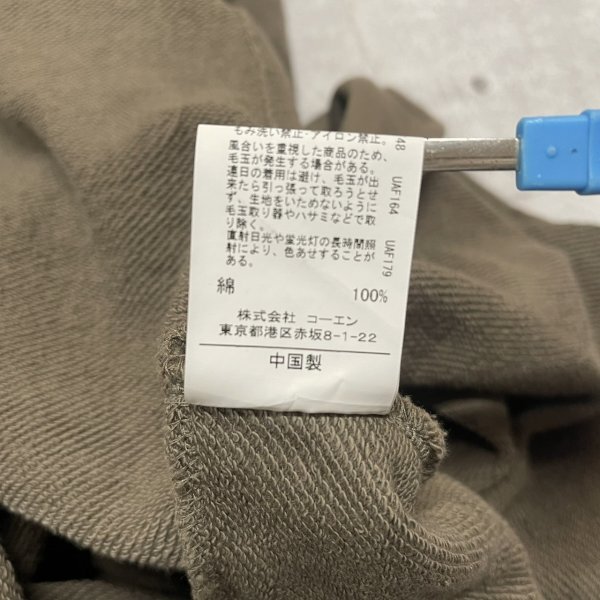 もみ洗い禁止・アイロン禁止。
風合いを重視した商品のため、
毛玉が発生する場合がある。
連日の着用は避け、毛玉が出
来たら引っ張って取ろうとせ
ず、生地をいためないように
毛玉取り器やハサミなどで取
り除く。
直射日光や蛍光灯の長時間照
射により、色あせすることが
ある。
綿 100%
株式会社 コーエン
東京都港区赤坂8-1-22
中国製
48 UAF164 UAF179